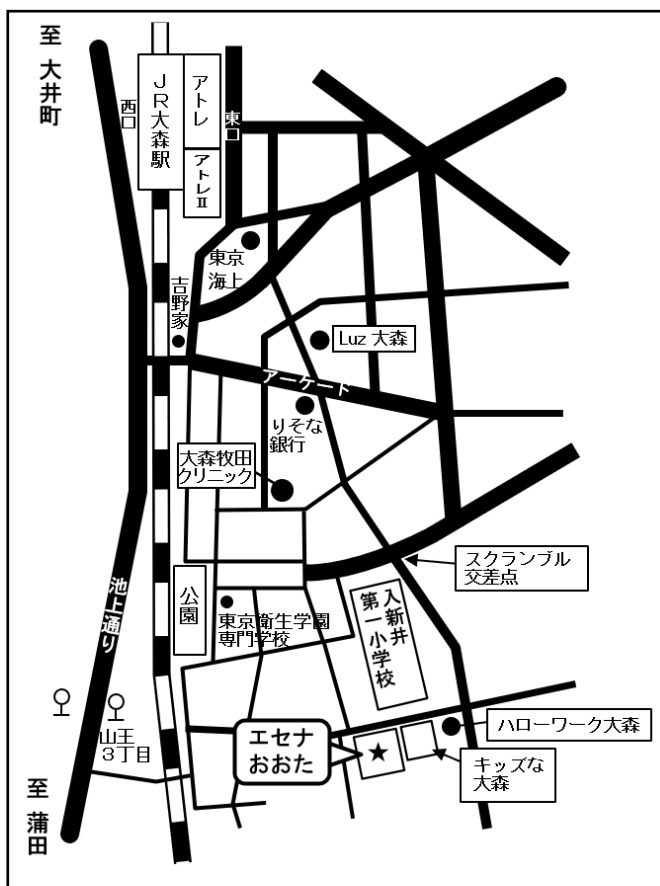 至 大井町
西口
JR大森駅
アトレ
アトレⅡ
東口
東京
海上
吉野家
Luz 大森
アーケード
りそな
銀行
大森牧田
クリニック
スクランブル
交差点
公園
池上通り
東京衛生学園
専門学校
入新井
第一小学校
山王
3丁目
エセナ
おおた
★
ハローワーク大森
キッズな
大森
至 蒲田